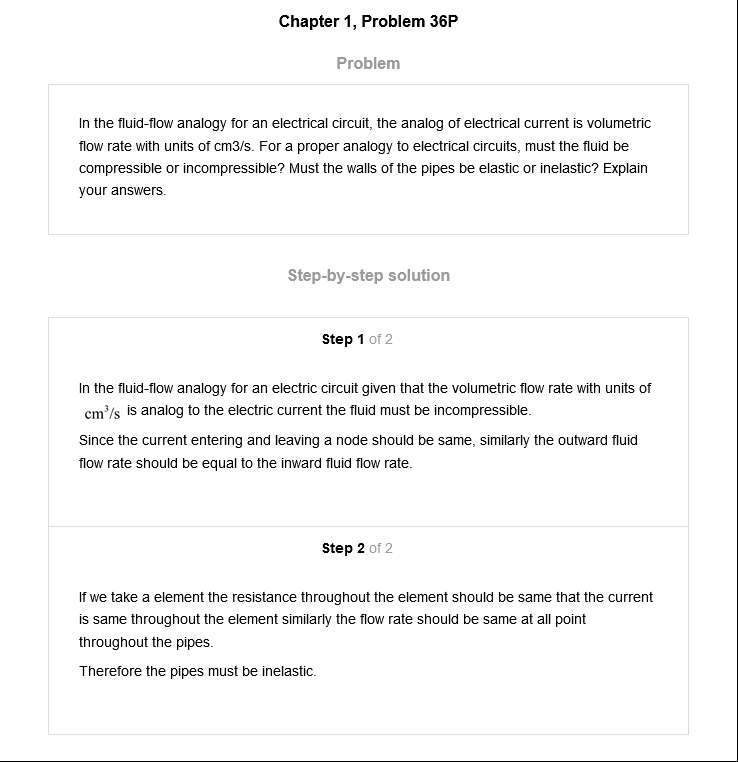 Chapter 1, Problem 36P
Problem
In the fluid-flow analogy for an electrical circuit, the analog of electrical current is volumetric
flow rate with units of cm3/s. For a proper analogy to electrical circuits, must the fluid be
compressible or incompressible? Must the walls of the pipes be elastic or inelastic? Explain
your answers.
Step-by-step solution
Step 1 of 2
In the fluid-flow analogy for an electric circuit given that the volumetric flow rate with units of
cm³/s is analog to the electric current the fluid must be incompressible.
Since the current entering and leaving a node should be same, similarly the outward fluid
flow rate should be equal to the inward fluid flow rate.
Step 2 of 2
If we take a element the resistance throughout the element should be same that the current
is same throughout the element similarly the flow rate should be same at all point
throughout the pipes.
Therefore the pipes must be inelastic.